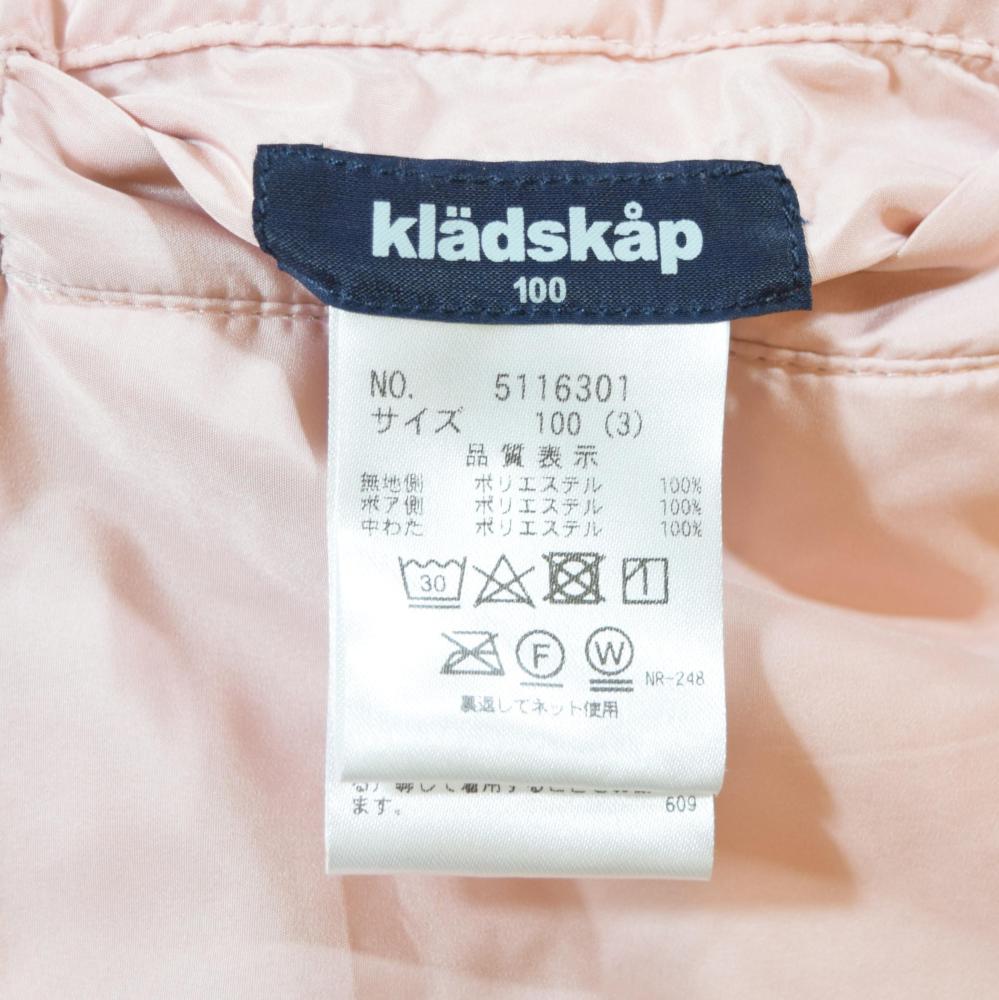 klädskåp
100
NO. 5116301
サイズ 100 (3)
品質表示
無地側 ポリエステル 100%
ボア側 ポリエステル 100%
中わた ポリエステル 100%
30
F W NR-248
裏返してネット使用
ます。 609